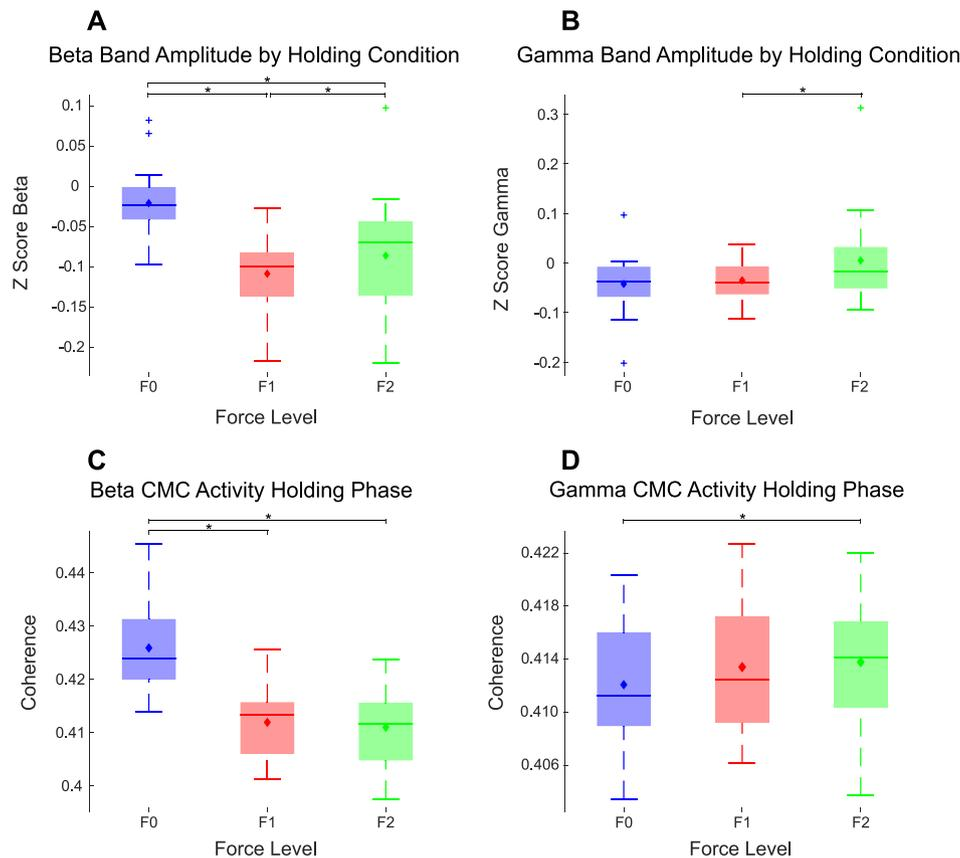 A
Beta Band Amplitude by Holding Condition
*
* *
0.1
0.05
0
-0.05
-0.1
-0.15
-0.2
Z Score Beta
F0 F1 F2
Force Level
B
Gamma Band Amplitude by Holding Condition
*
0.3
0.2
0.1
0
-0.1
-0.2
Z Score Gamma
F0 F1 F2
Force Level
C
Beta CMC Activity Holding Phase
*
*
0.44
0.43
0.42
0.41
0.4
Coherence
F0 F1 F2
Force Level
D
Gamma CMC Activity Holding Phase
*
0.422
0.418
0.414
0.410
0.406
Coherence
F0 F1 F2
Force Level